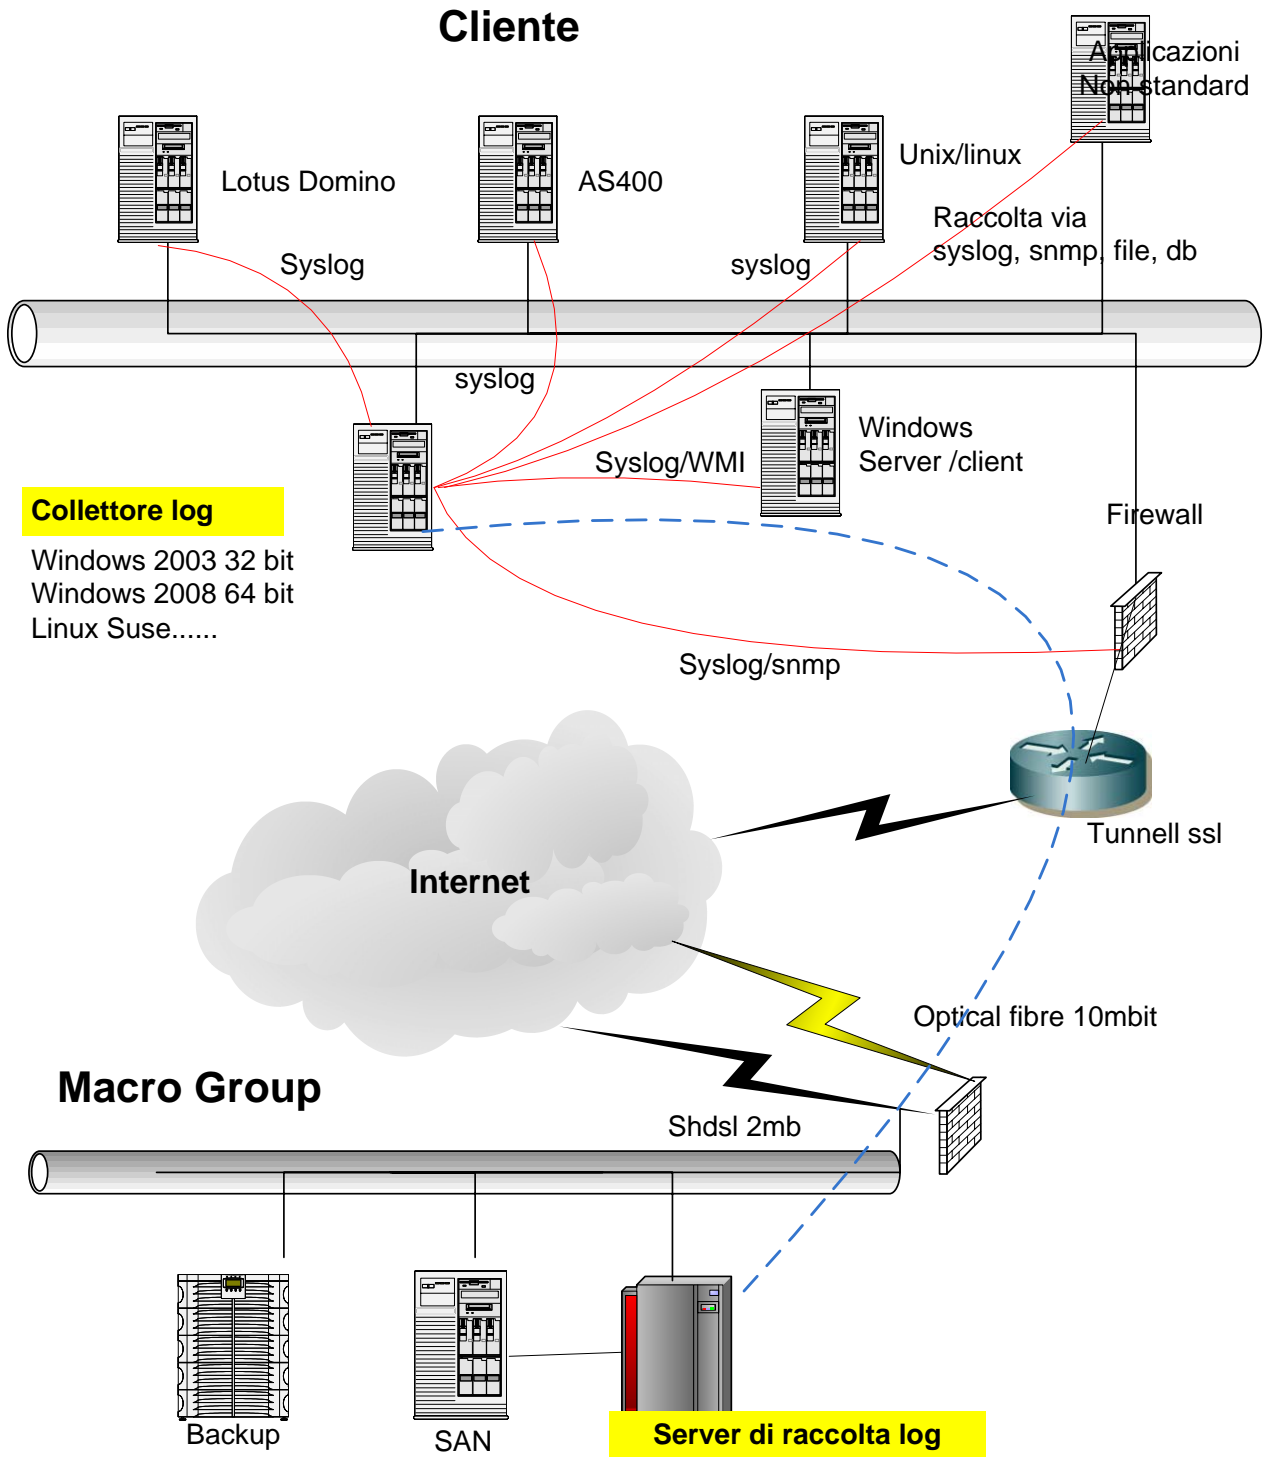 Cliente
Applicazioni
Non standard
Lotus Domino
AS400
Unix/linux
Raccolta via
syslog, snmp, file, db
Syslog
syslog
syslog
Windows
Server /client
Syslog/WMI
Collettore log
Windows 2003 32 bit
Windows 2008 64 bit
Linux Suse......
Firewall
Syslog/snmp
Tunnell ssl
Internet
Optical fibre 10mbit
Macro Group
Shdsl 2mb
Backup
SAN
Server di raccolta log